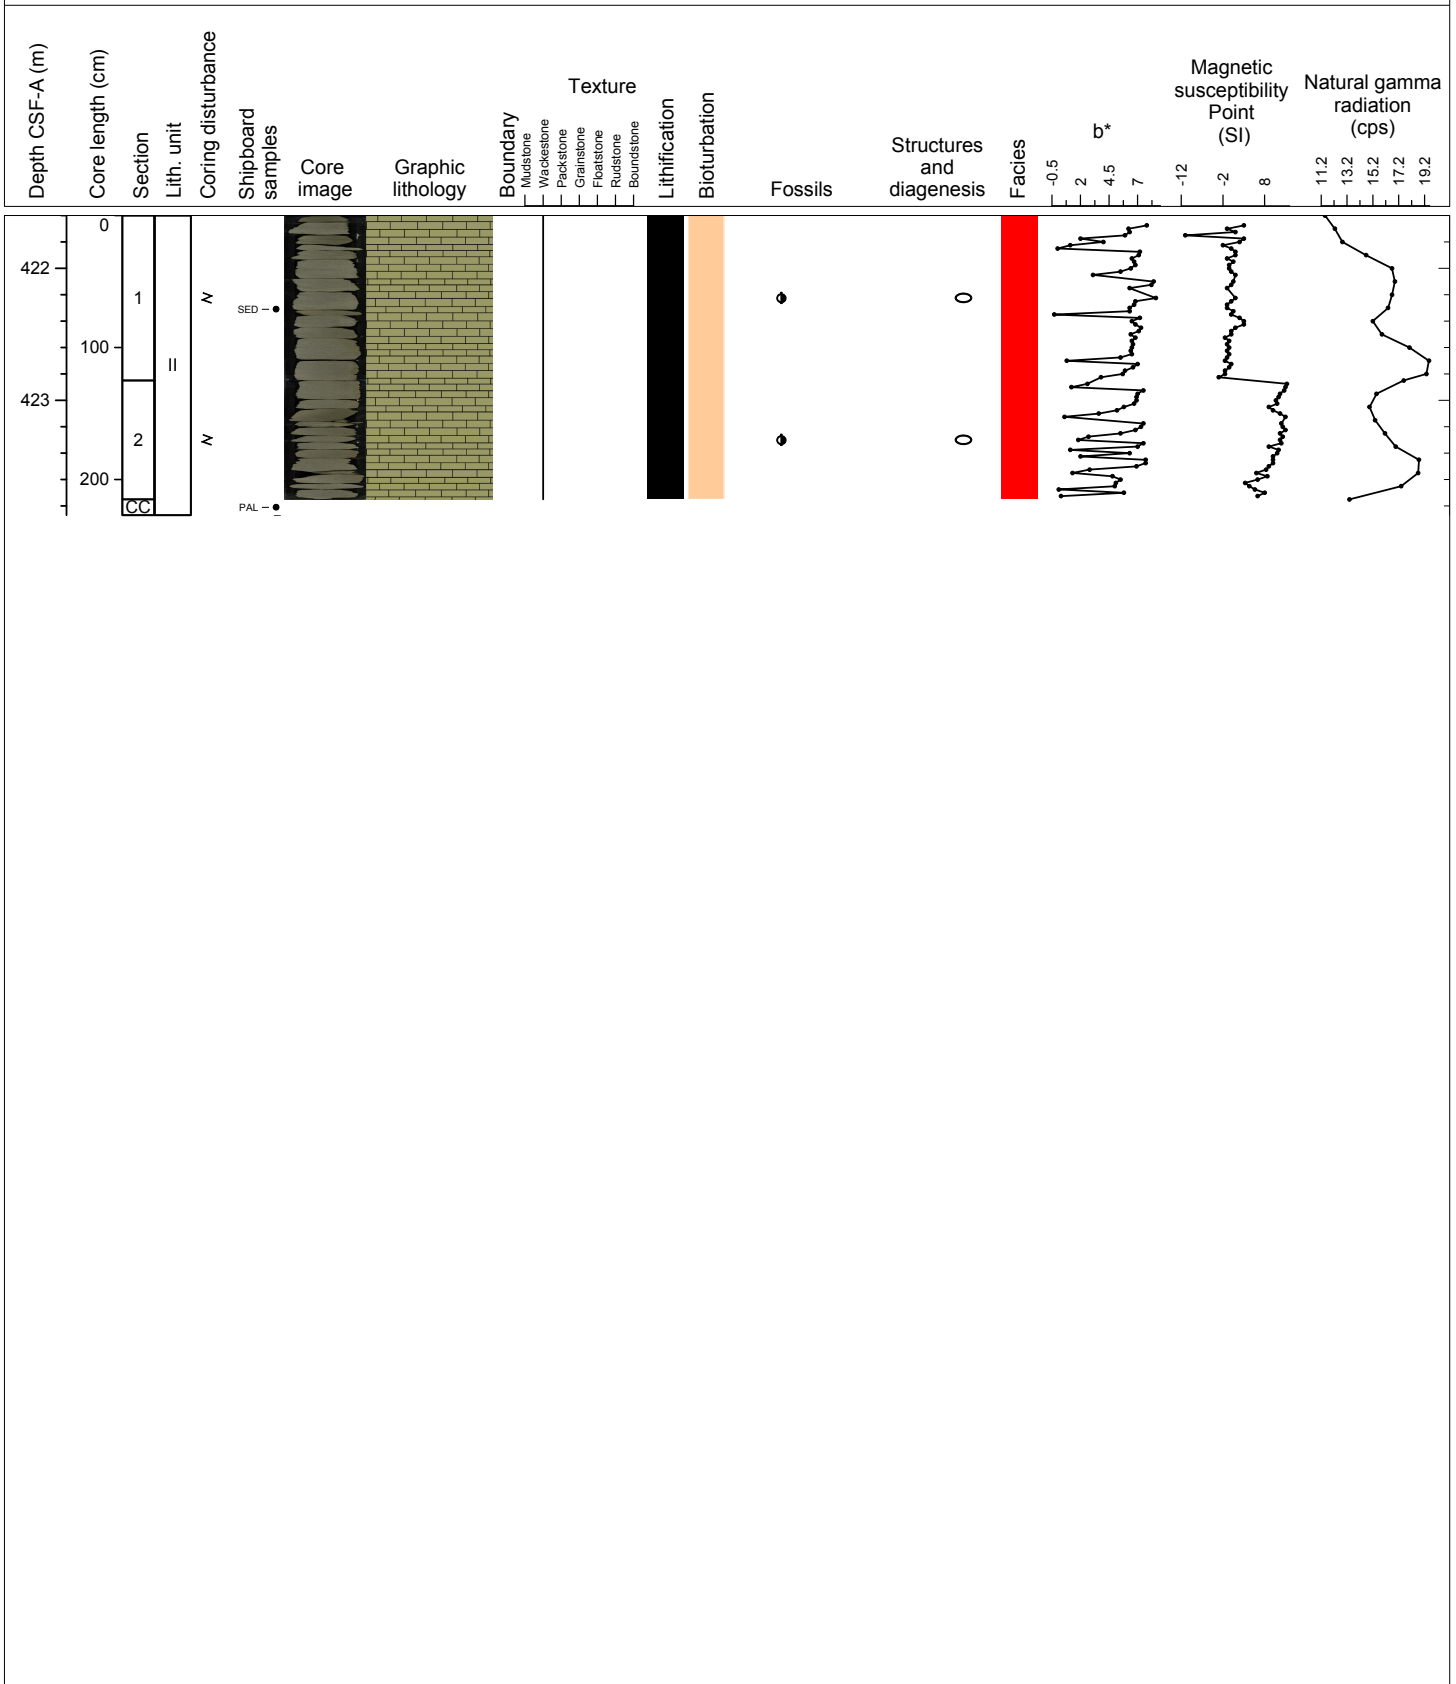 Depth CSF-A (m)
Core length (cm)
Section
Lith. unit
Coring disturbance
Shipboard
samples
Core
image
Graphic
lithology
Boundary
Texture
Mudstone
Wackestone
Packstone
Grainstone
Floatstone
Rudstone
Boundstone
Lithification
Bioturbation
Fossils
Structures
and
diagenesis
Facies
b*
-0.5
2
4.5
7
Magnetic
susceptibility
Point
(SI)
-12
-2
8
Natural gamma
radiation
(cps)
11.2
13.2
15.2
17.2
19.2
0
422
1
SED
100
II
423
2
200
CC
PAL